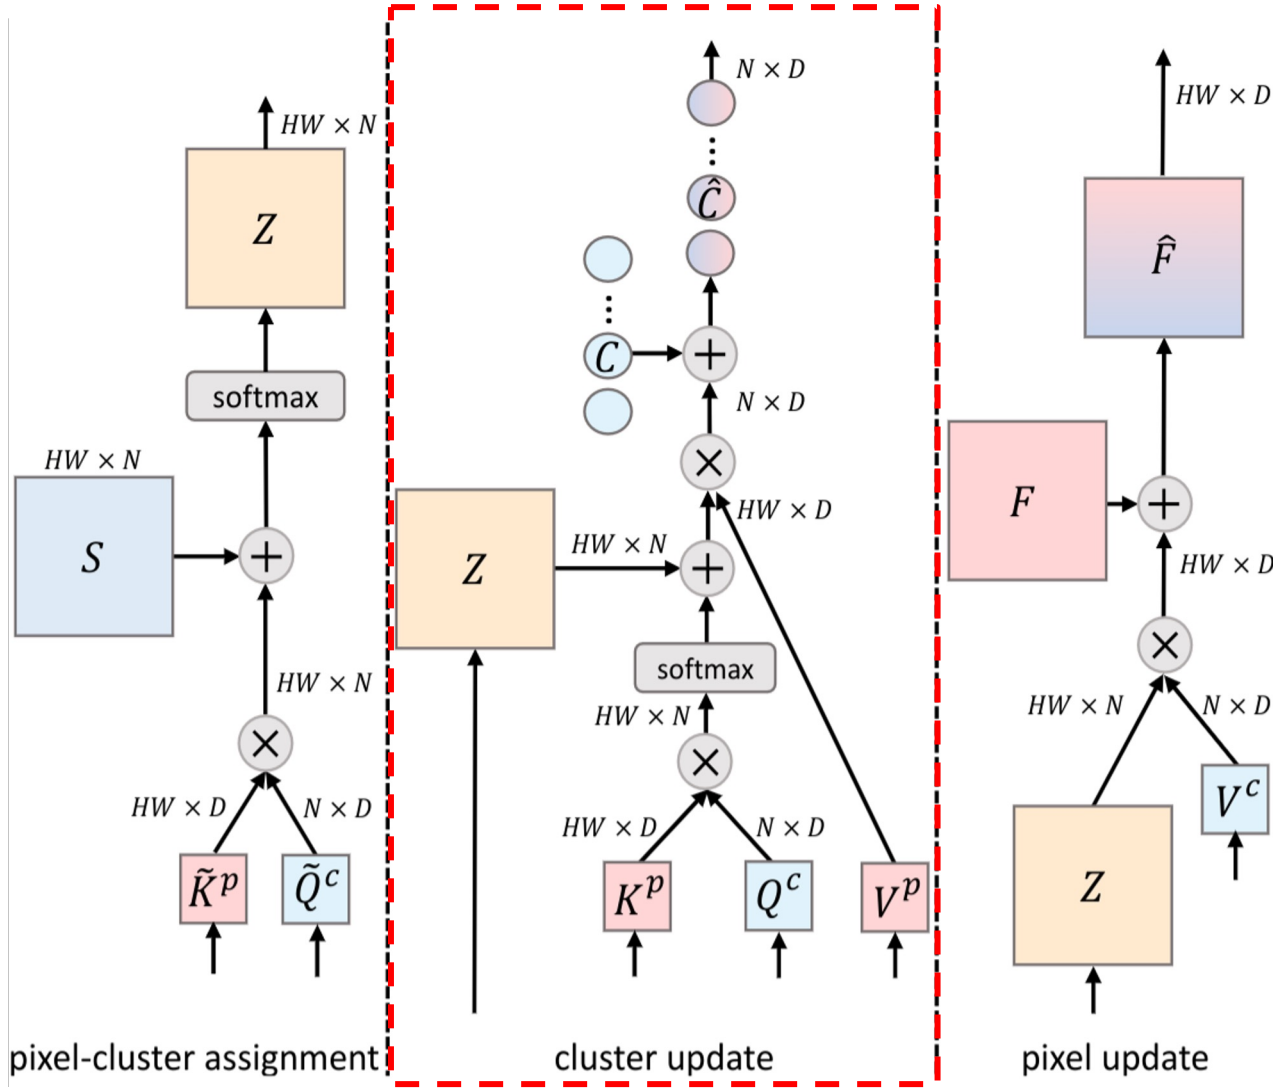 HW × N
Z
softmax
HW × N
S
+
HW × N
×
HW × D
N × D
K̃ᵖ
Q̃ᶜ
pixel-cluster assignment
N × D
Ĉ
C
+
N × D
×
HW × D
HW × N
Z
+
softmax
HW × N
×
HW × D
N × D
Kᵖ
Qᶜ
Vᵖ
cluster update
HW × D
F̂
F
+
HW × D
×
HW × N
N × D
Vᶜ
Z
pixel update